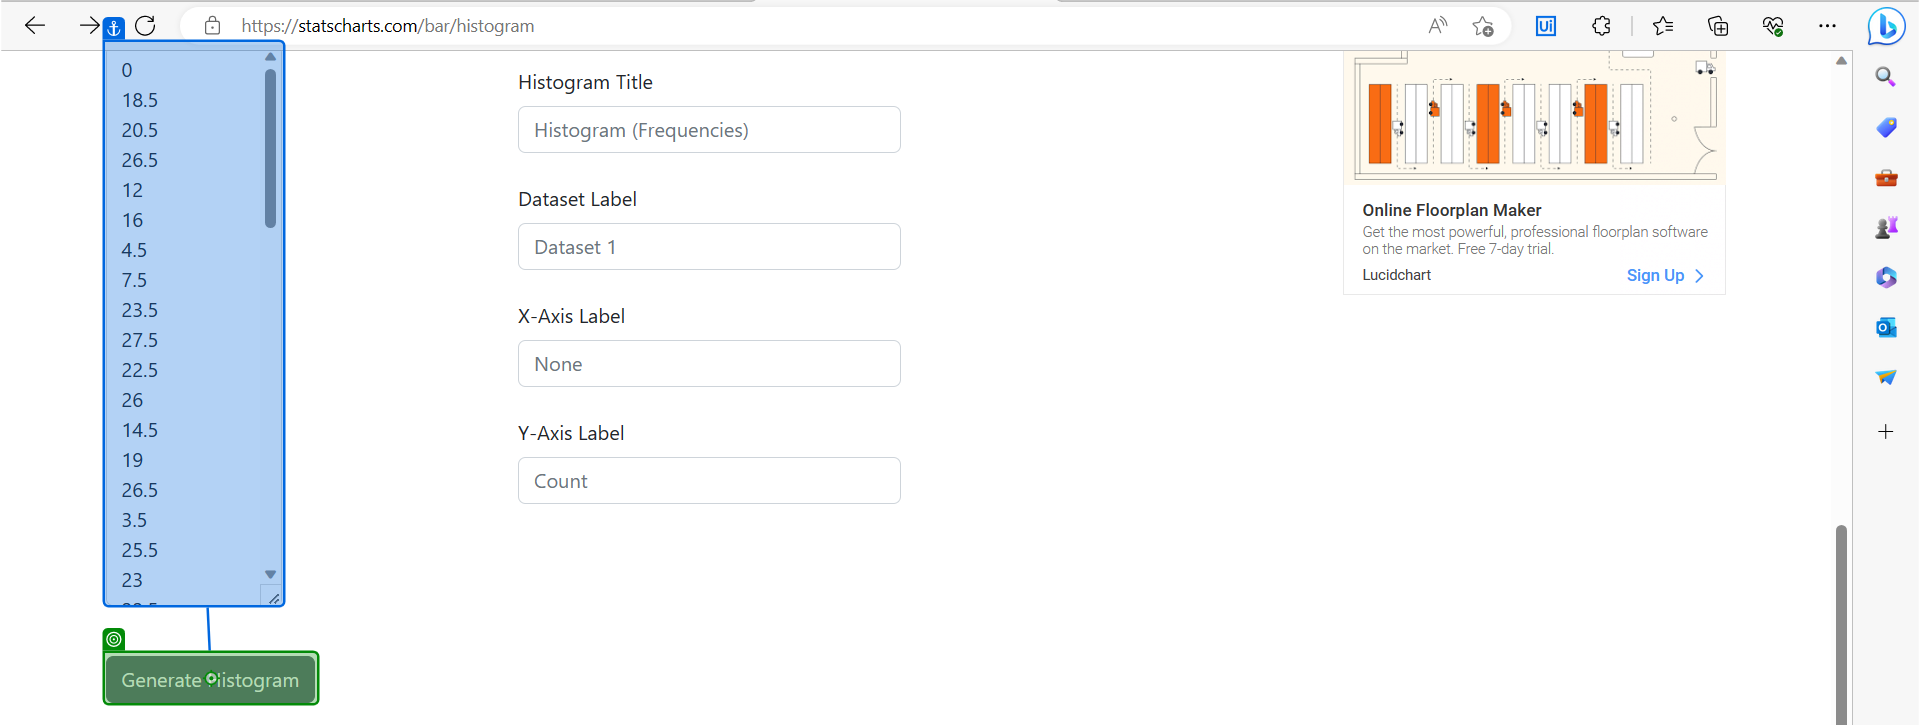 https://statscharts.com/bar/histogram
0
18.5
20.5
26.5
12
16
4.5
7.5
23.5
27.5
22.5
26
14.5
19
26.5
3.5
25.5
23
Generate Histogram
Histogram Title
Histogram (Frequencies)
Dataset Label
Dataset 1
X-Axis Label
None
Y-Axis Label
Count
Online Floorplan Maker
Get the most powerful, professional floorplan software
on the market. Free 7-day trial.
Lucidchart
Sign Up
Ui